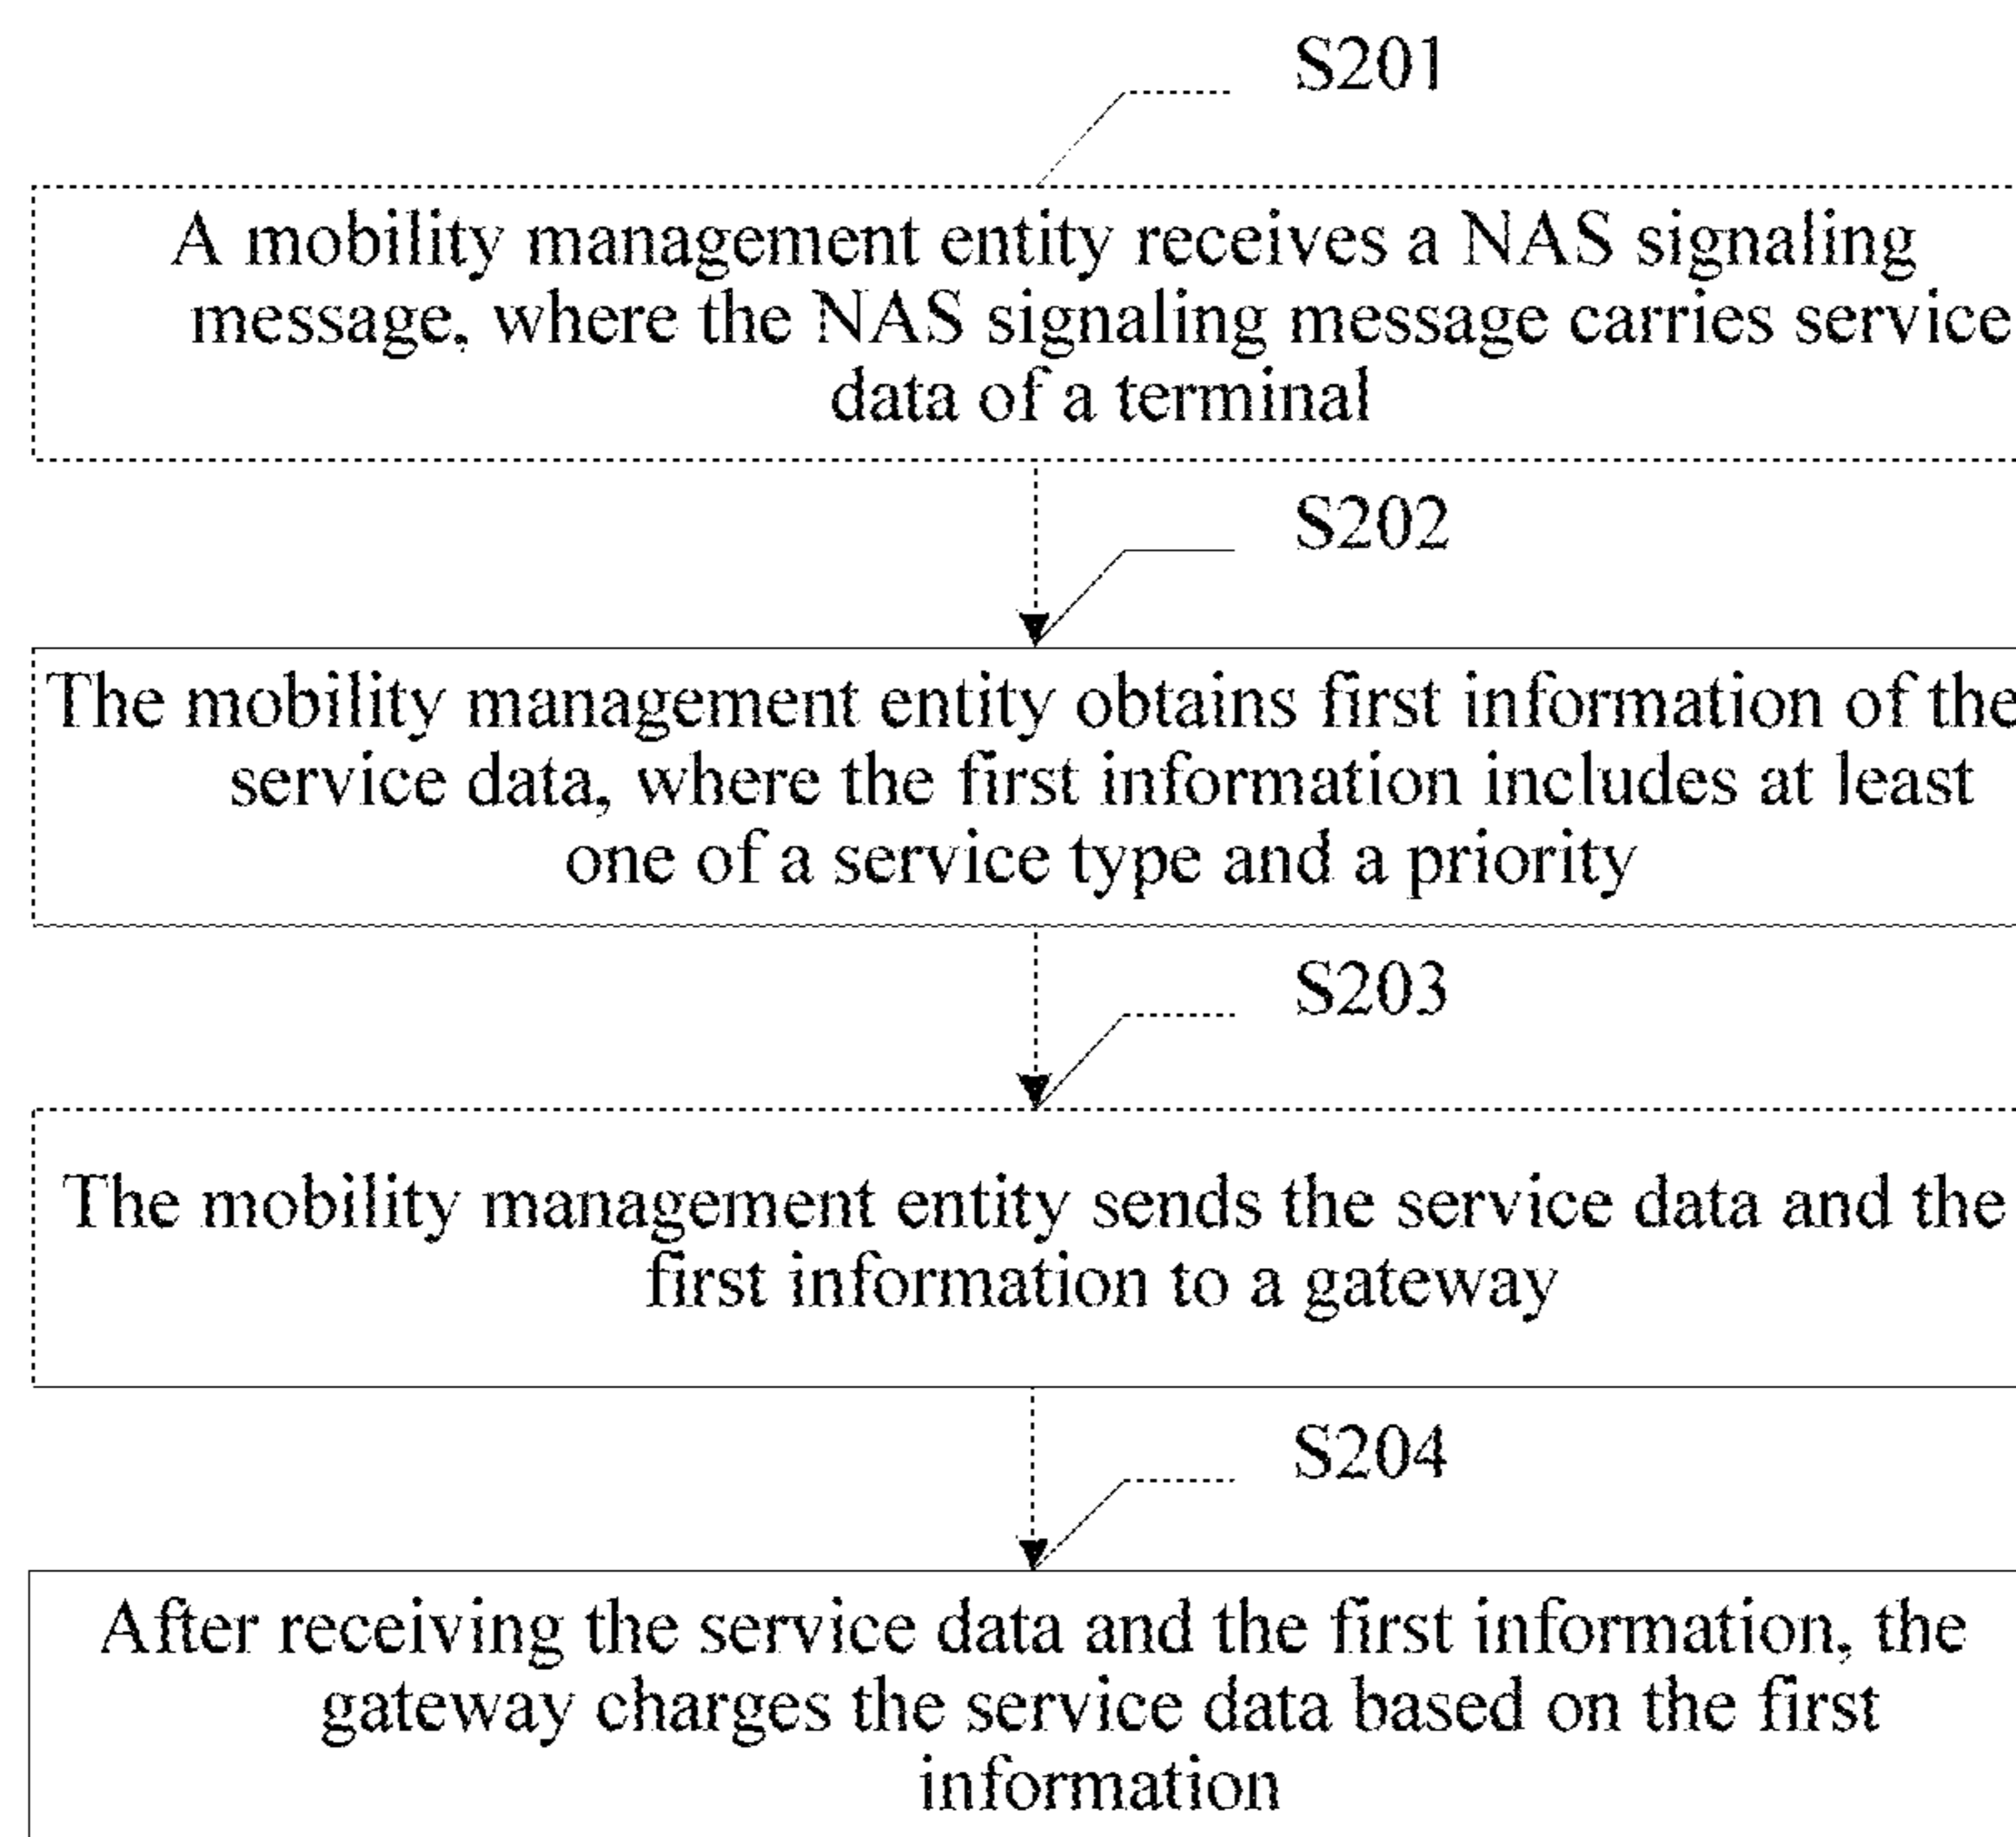 S201
A mobility management entity receives a NAS signaling
message, where the NAS signaling message carries service
data of a terminal
S202
The mobility management entity obtains first information of the
service data, where the first information includes at least
one of a service type and a priority
S203
The mobility management entity sends the service data and the
first information to a gateway
S204
After receiving the service data and the first information, the
gateway charges the service data based on the first
information